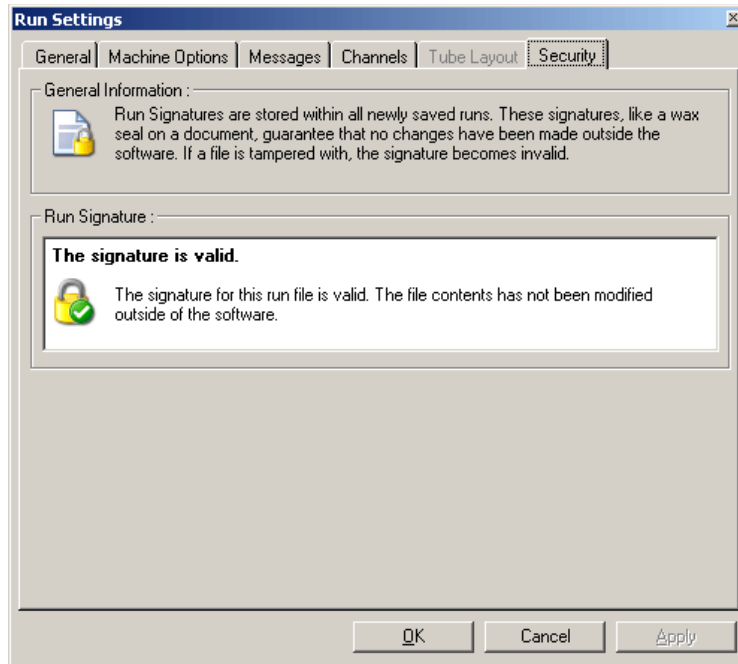 Run Settings
General Machine Options Messages Channels Tube Layout Security
General Information :
Run Signatures are stored within all newly saved runs. These signatures, like a wax
seal on a document, guarantee that no changes have been made outside the
software. If a file is tampered with, the signature becomes invalid.
Run Signature :
The signature is valid.
The signature for this run file is valid. The file contents has not been modified
outside of the software.
OK Cancel Apply